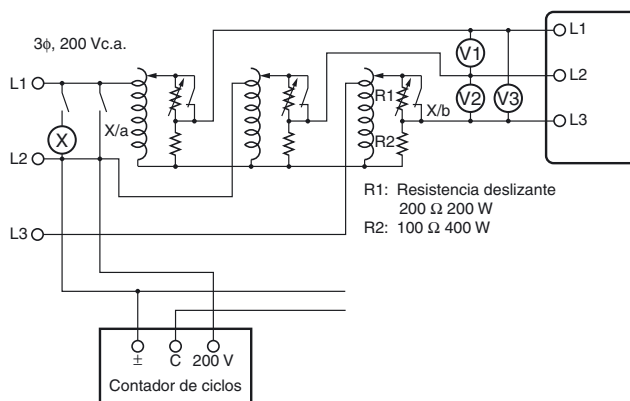 3ϕ, 200 Vc.a.
L1
L2
L3
X
X/a
R1
R2
X/b
V1
V2
V3
L1
L2
L3
R1: Resistencia deslizante
200 Ω 200 W
R2: 100 Ω 400 W
± C 200 V
Contador de ciclos